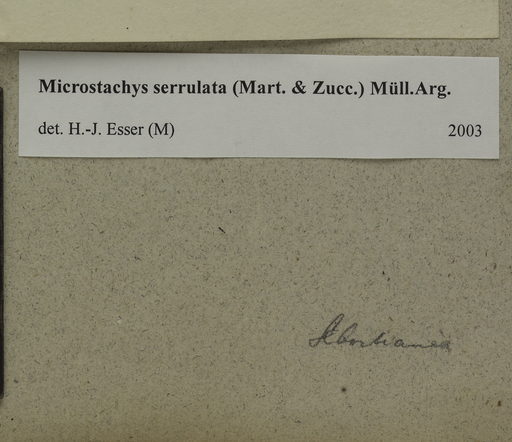 Microstachys serrulata (Mart. & Zucc.) Müll.Arg.
det. H.-J. Esser (M) 2003